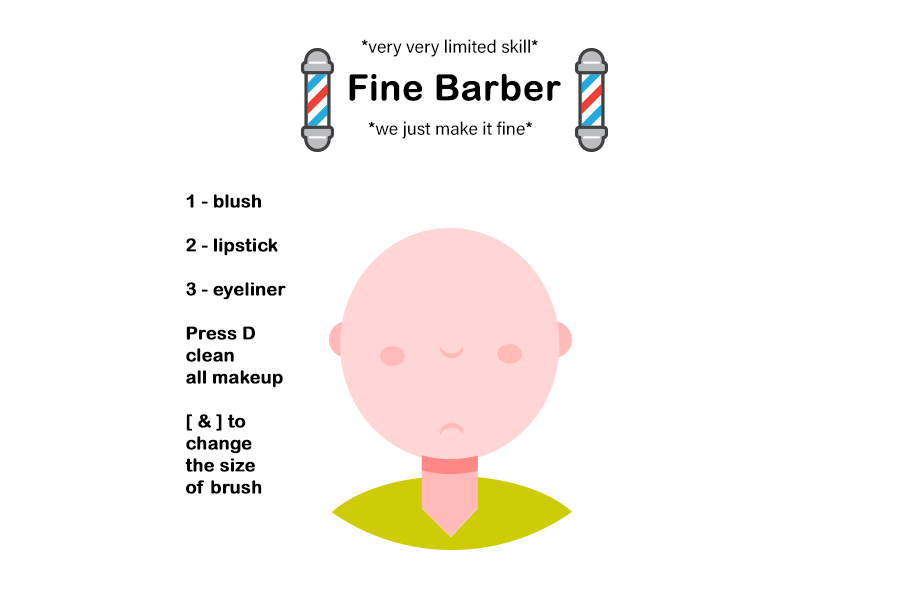 *very very limited skill*
Fine Barber
*we just make it fine*
1 - blush
2 - lipstick
3 - eyeliner
Press D
clean
all makeup
[ & ] to
change
the size
of brush